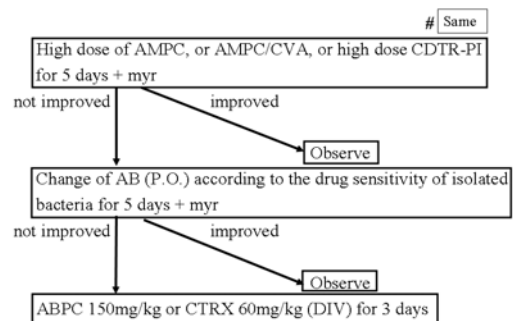 # Same
High dose of AMPC, or AMPC/CVA, or high dose CDTR-PI
for 5 days + myr
not improved improved
Observe
Change of AB (P.O.) according to the drug sensitivity of isolated
bacteria for 5 days + myr
not improved improved
Observe
ABPC 150mg/kg or CTRX 60mg/kg (DIV) for 3 days